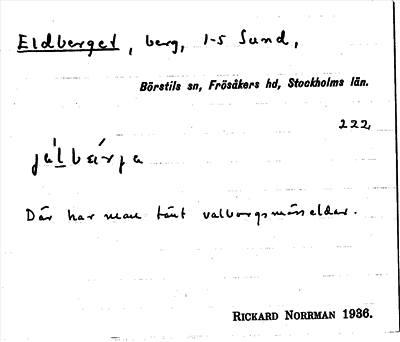 Eldberget, berg, 1-5 Sund,
Börstils sn, Frösåkers hd, Stockholms län.
222
Där har man tänt valborgsmässeldar.
RICKARD NORRMAN 1936.